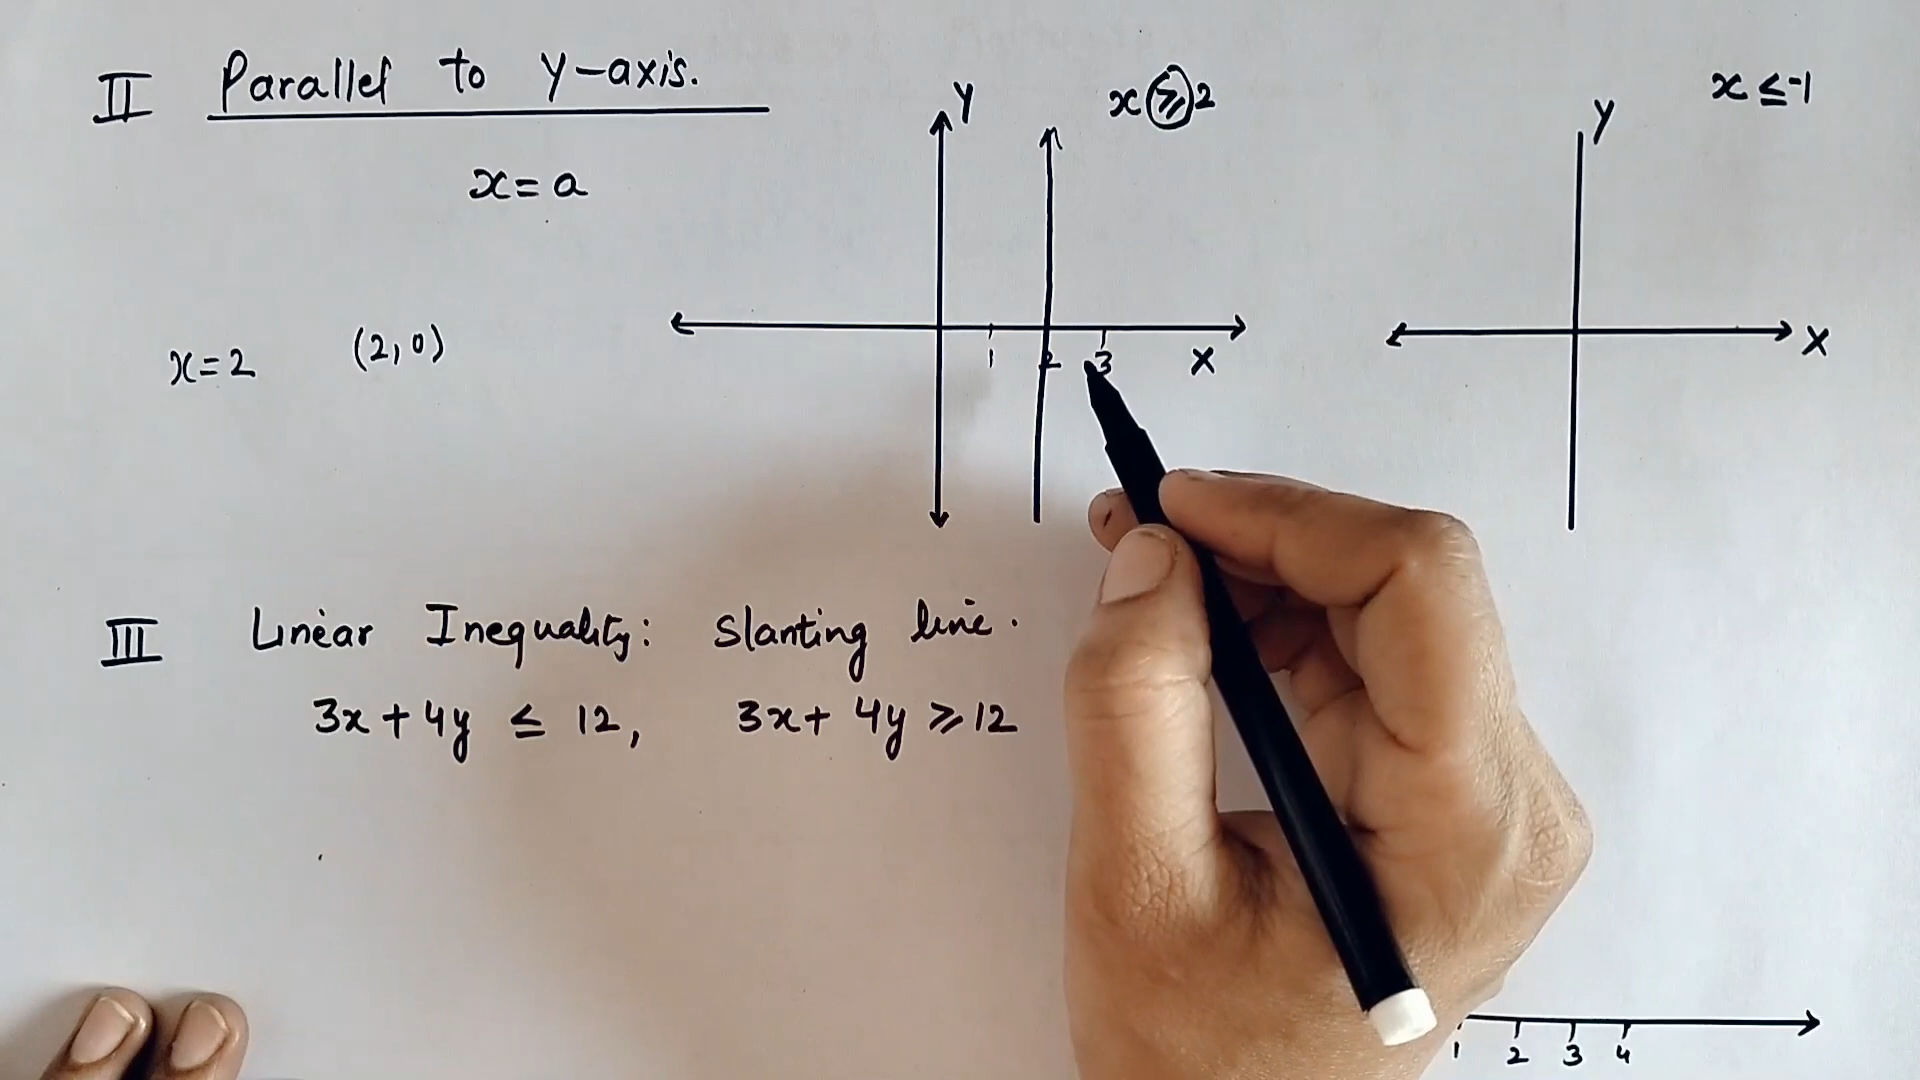 II Parallel to y-axis.
x = a
x = 2 (2, 0)
Y
x ≥ 2
1 2 3 X
x ≤ -1
Y
X
III Linear Inequality: Slanting line.
3x + 4y ≤ 12, 3x + 4y ≥ 12
1 2 3 4